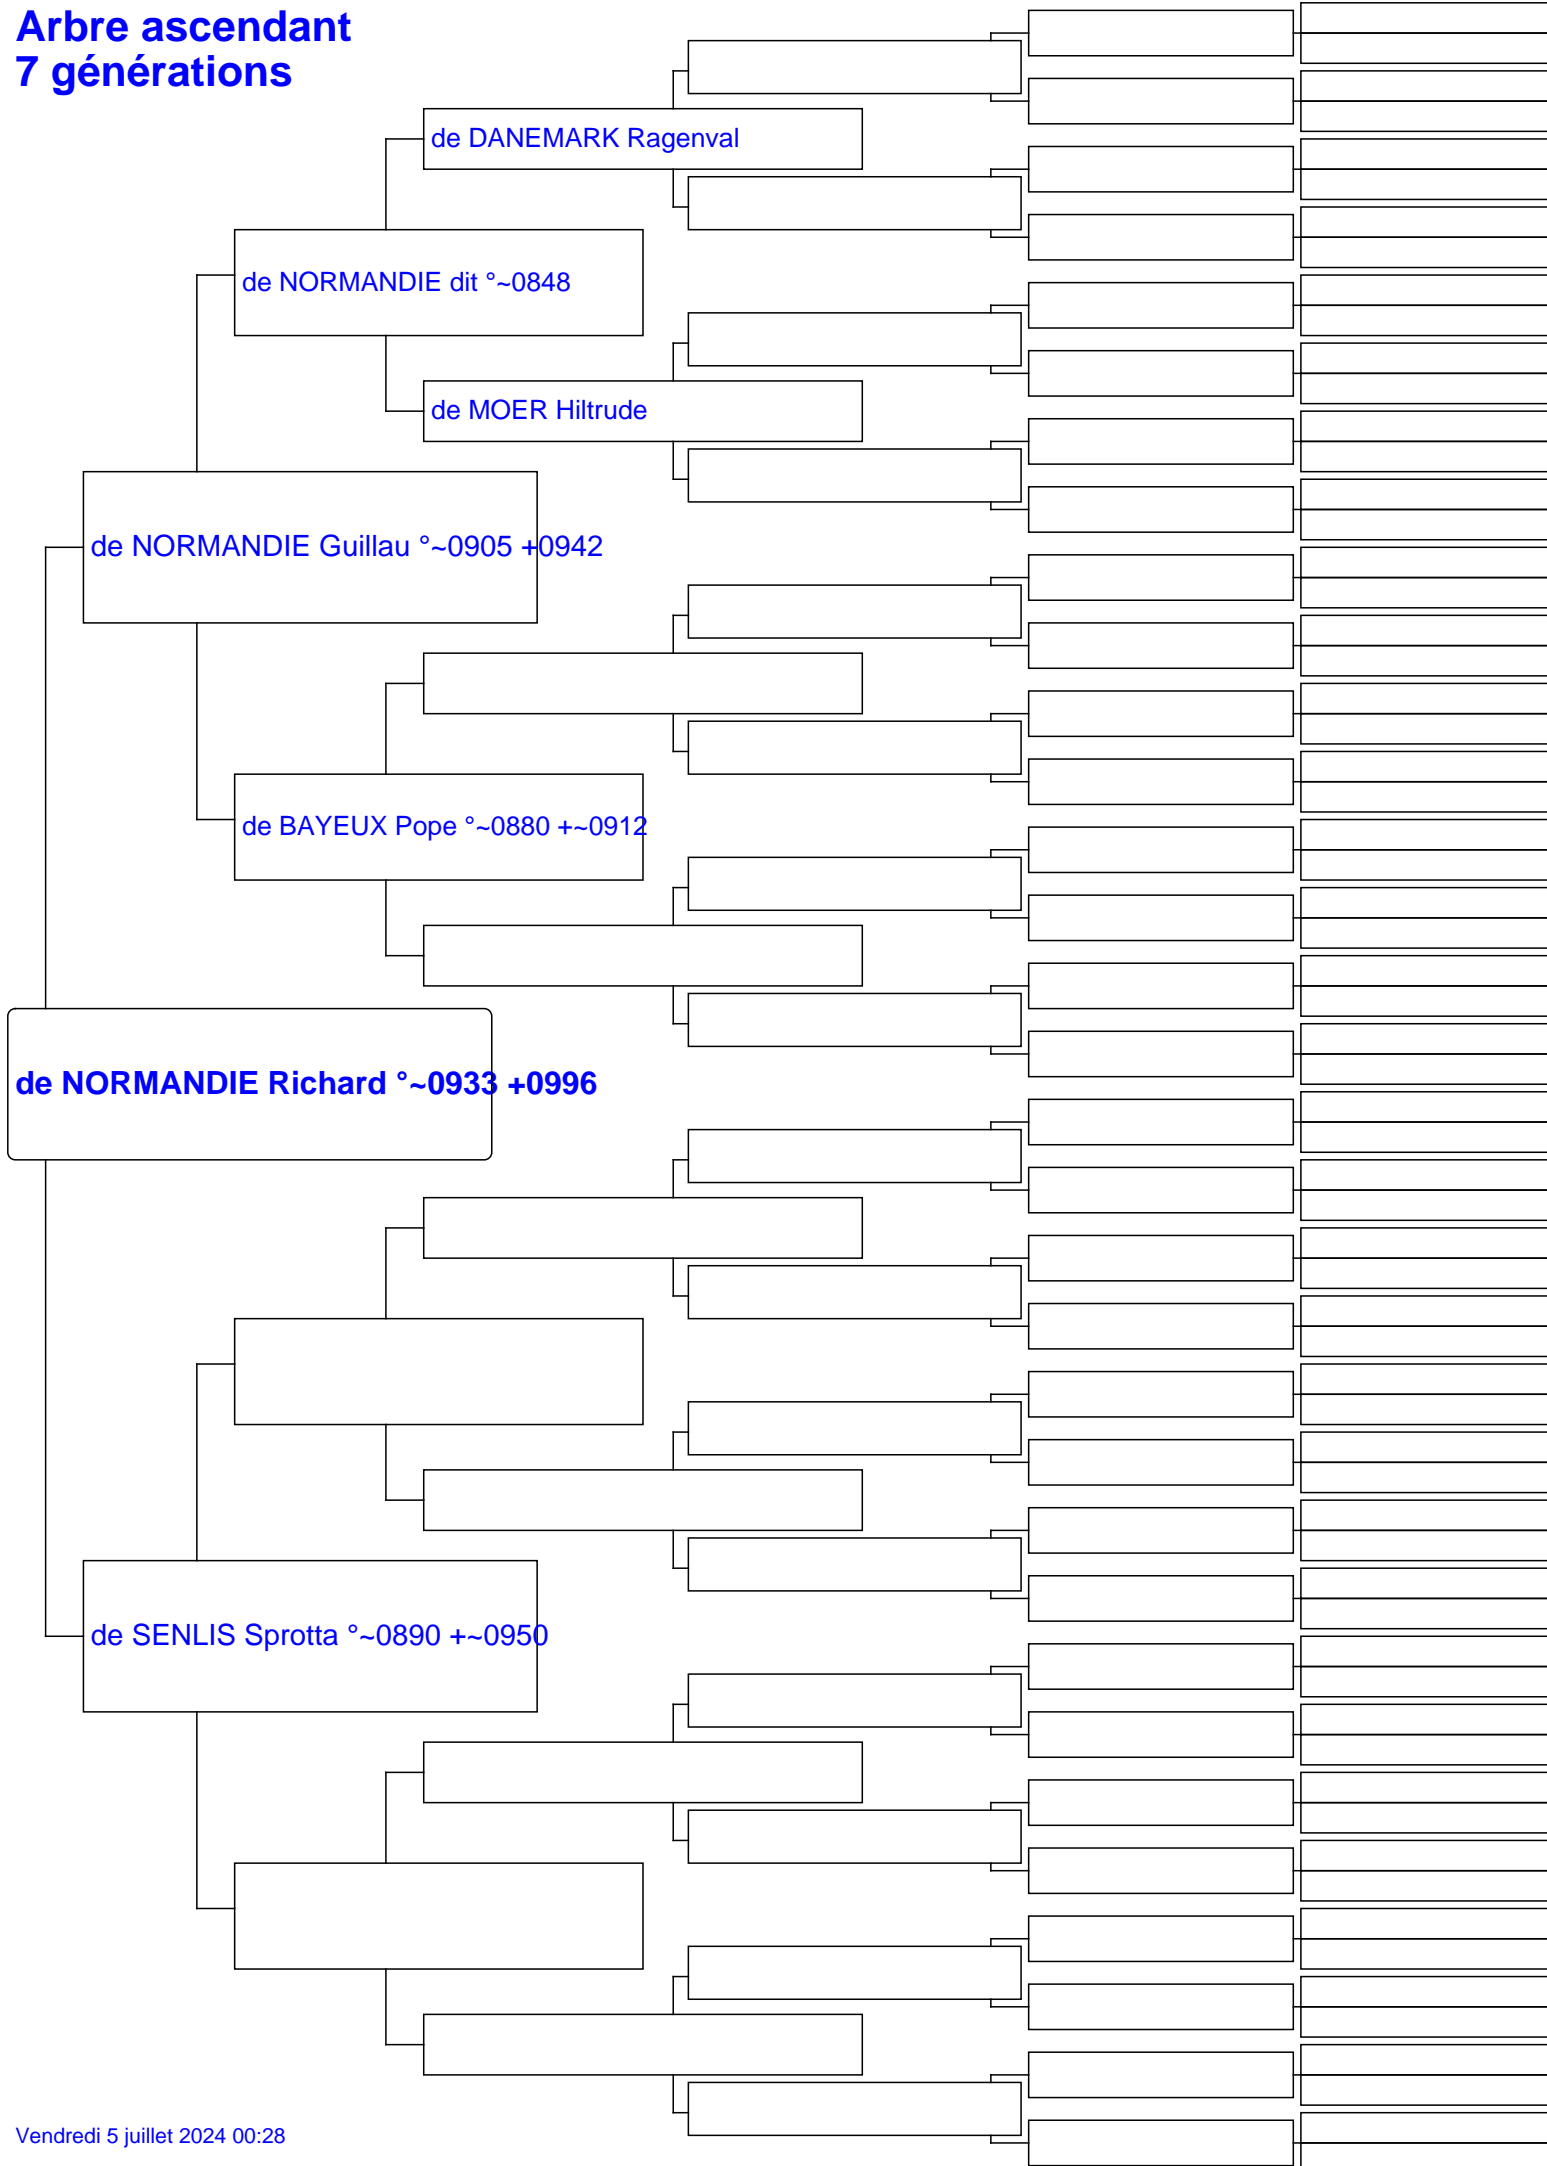 Arbre ascendant
7 générations
de DANEMARK Ragenval
de NORMANDIE dit °~0848
de MOER Hiltrude
de NORMANDIE Guillau °~0905 +0942
de BAYEUX Pope °~0880 +~0912
de NORMANDIE Richard °~0933 +0996
de SENLIS Sprotta °~0890 +~0950
Vendredi 5 juillet 2024 00:28